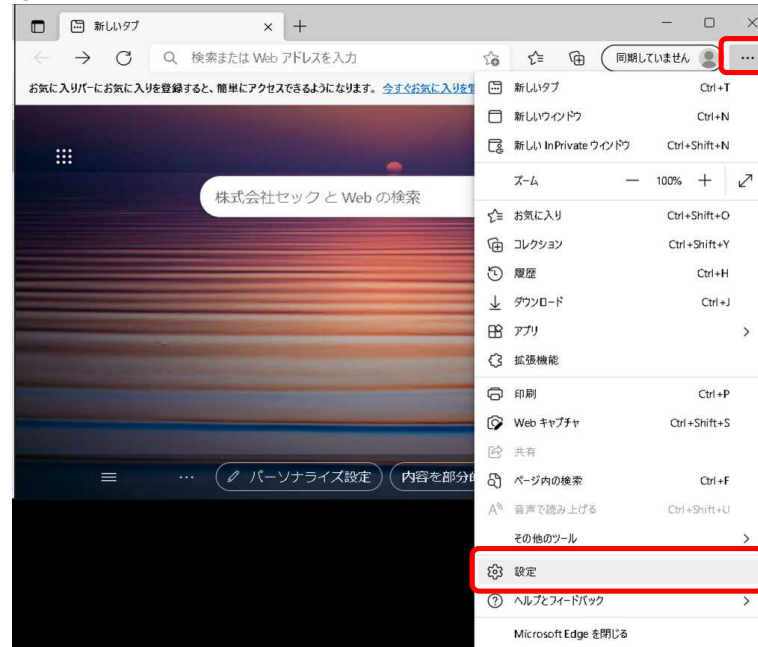 新しいタブ
検索または Web アドレスを入力
同期していません
お気に入りバーにお気に入りを登録すると、簡単にアクセスできるようになります。 今すぐお気に入りを
株式会社セック と Web の検索
パーソナライズ設定
内容を部分的
新しいタブ Ctrl+T
新しいウィンドウ Ctrl+N
新しい InPrivate ウィンドウ Ctrl+Shift+N
ズーム 100%
お気に入り Ctrl+Shift+O
コレクション Ctrl+Shift+Y
履歴 Ctrl+H
ダウンロード Ctrl+J
アプリ
拡張機能
印刷 Ctrl+P
Web キャプチャ Ctrl+Shift+S
共有
ページ内の検索 Ctrl+F
音声で読み上げる Ctrl+Shift+U
その他のツール
設定
ヘルプとフィードバック
Microsoft Edge を閉じる